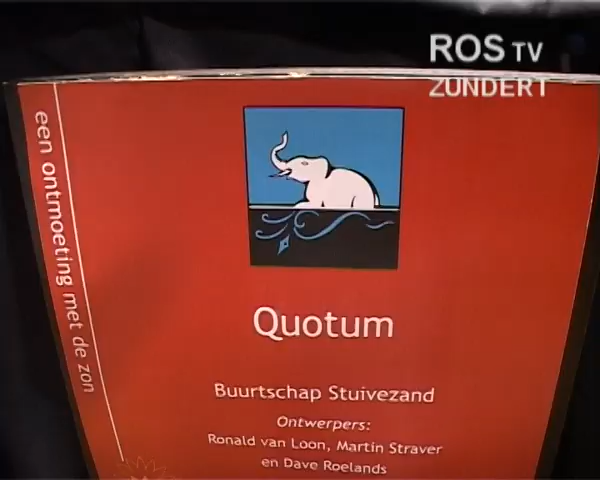 ROS TV
ZUNDERT
een ontmoeting met de zon
Quotum
Buurtschap Stuivezand
Ontwerpers:
Ronald van Loon, Martin Straver
en Dave Roelands